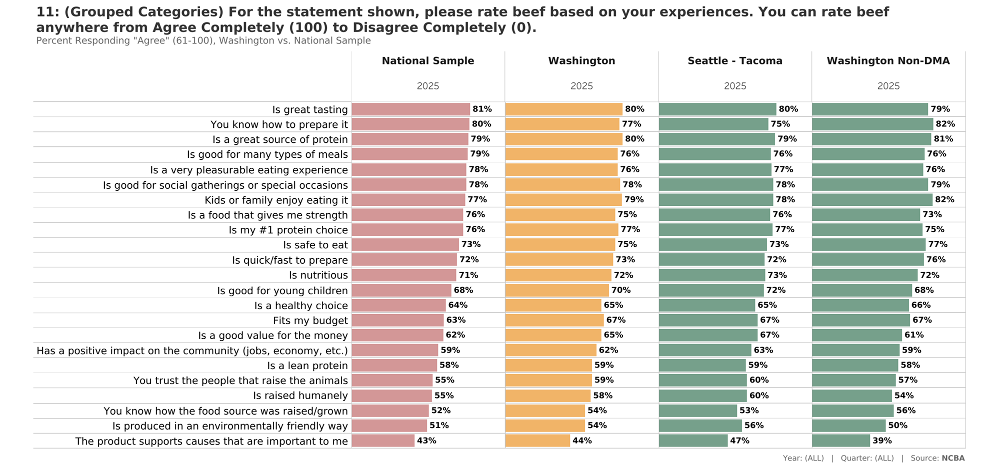 11: (Grouped Categories) For the statement shown, please rate beef based on your experiences. You can rate beef
anywhere from Agree Completely (100) to Disagree Completely (0).
Percent Responding "Agree" (61-100), Washington vs. National Sample
National Sample Washington Seattle - Tacoma Washington Non-DMA
2025 2025 2025 2025
Is great tasting 81% 80% 80% 79%
You know how to prepare it 80% 77% 75% 82%
Is a great source of protein 79% 80% 79% 81%
Is good for many types of meals 79% 76% 76% 76%
Is a very pleasurable eating experience 78% 76% 77% 76%
Is good for social gatherings or special occasions 78% 78% 78% 79%
Kids or family enjoy eating it 77% 79% 78% 82%
Is a food that gives me strength 76% 75% 76% 73%
Is my #1 protein choice 76% 77% 77% 75%
Is safe to eat 73% 75% 73% 77%
Is quick/fast to prepare 72% 73% 72% 76%
Is nutritious 71% 72% 73% 72%
Is good for young children 68% 70% 72% 68%
Is a healthy choice 64% 65% 65% 66%
Fits my budget 63% 67% 67% 67%
Is a good value for the money 62% 65% 67% 61%
Has a positive impact on the community (jobs, economy, etc.) 59% 62% 63% 59%
Is a lean protein 58% 59% 59% 58%
You trust the people that raise the animals 55% 59% 60% 57%
Is raised humanely 55% 58% 60% 54%
You know how the food source was raised/grown 52% 54% 53% 56%
Is produced in an environmentally friendly way 51% 54% 56% 50%
The product supports causes that are important to me 43% 44% 47% 39%
Year: (ALL) | Quarter: (ALL) | Source: NCBA